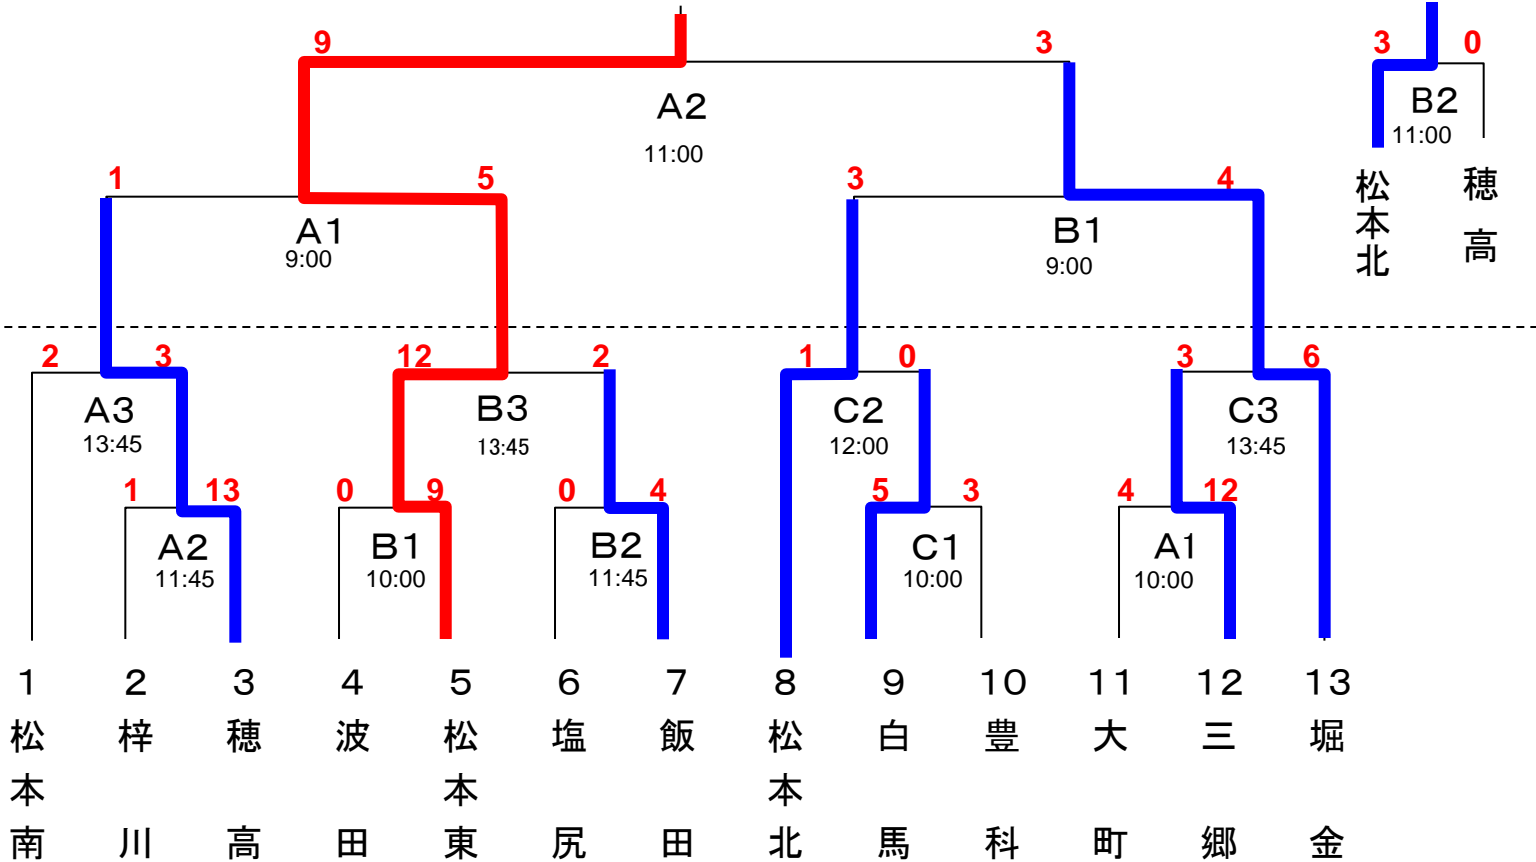 9 3 3 0
A2 B2
11:00 11:00
松本北 穂高
1 5 3 4
A1 B1
9:00 9:00
2 3 12 2 1 0 3 6
A3 B3 C2 C3
13:45 13:45 12:00 13:45
1 13 0 9 0 4 5 3 4 12
A2 B1 B2 C1 A1
11:45 10:00 11:45 10:00 10:00
1 2 3 4 5 6 7 8 9 10 11 12 13
松本南
梓川
穂高
波田
松本東
塩尻
飯田
松本北
白馬
豊科
大町
三郷
堀金